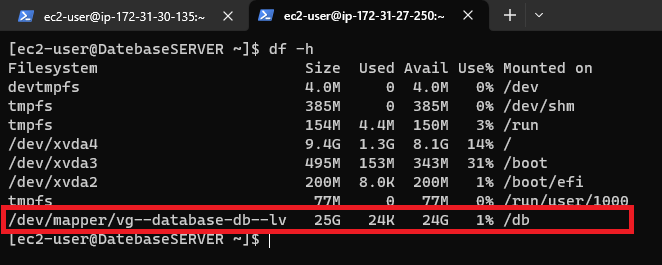 ec2-user@ip-172-31-30-135:~ × ec2-user@ip-172-31-27-250:~ × + ∨
[ec2-user@DatebaseSERVER ~]$ df -h
Filesystem Size Used Avail Use% Mounted on
devtmpfs 4.0M 0 4.0M 0% /dev
tmpfs 385M 0 385M 0% /dev/shm
tmpfs 154M 4.4M 150M 3% /run
/dev/xvda4 9.4G 1.3G 8.1G 14% /
/dev/xvda3 495M 153M 343M 31% /boot
/dev/xvda2 200M 8.0K 200M 1% /boot/efi
tmpfs 77M 0 77M 0% /run/user/1000
/dev/mapper/vg--database-db--lv 25G 24K 24G 1% /db
[ec2-user@DatebaseSERVER ~]$